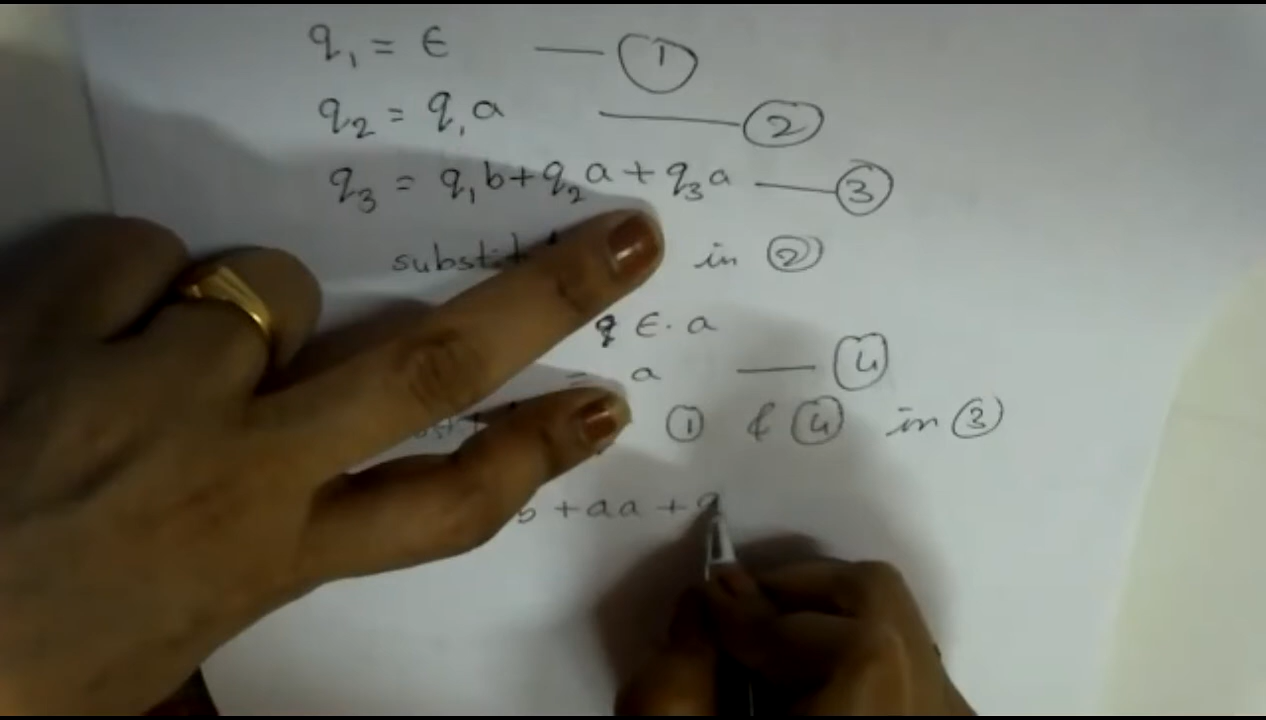 q₁ = ϵ — ①
q₂ = q₁a — ②
q₃ = q₁b + q₂a + q₃a — ③
in ②
ϵ. a
= a — ④
① & ④ in ③
b + aa + q